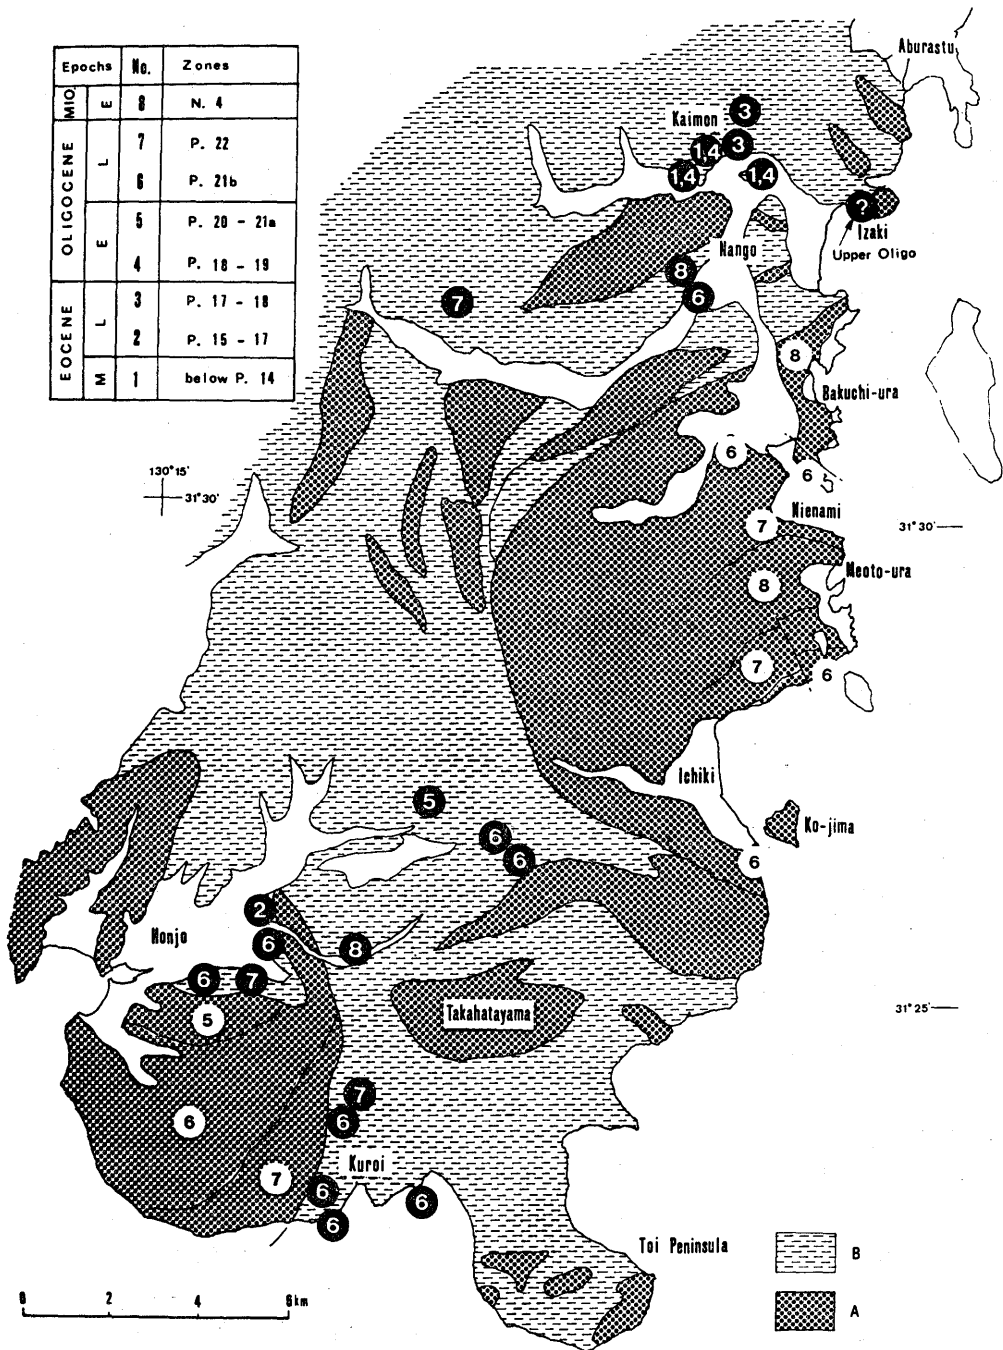 Epochs No. Zones
MIO E 8 N. 4
OLIGOCENE L 7 P. 22
6 P. 21b
E 5 P. 20 - 21a
4 P. 18 - 19
EOCENE L 3 P. 17 - 18
2 P. 15 - 17
M 1 below P. 14
Aburastu
3
Kaimon
3
1,4
1,4 1,4
?
Izaki
Upper Oligo
Nango
8
6
7
8
Bakuchi-ura
6
6
130° 15'
31° 30'
Nienami
7
31° 30'
Meoto-ura
8
7
6
Ichiki
5
Ko-jima
6
6
6
2
Honjo
6
8
6 7
5
Takahatayama
31° 25'
7
6
6
Kuroi
7
6
6
6
Toi Peninsula
B
A
0 2 4 6km